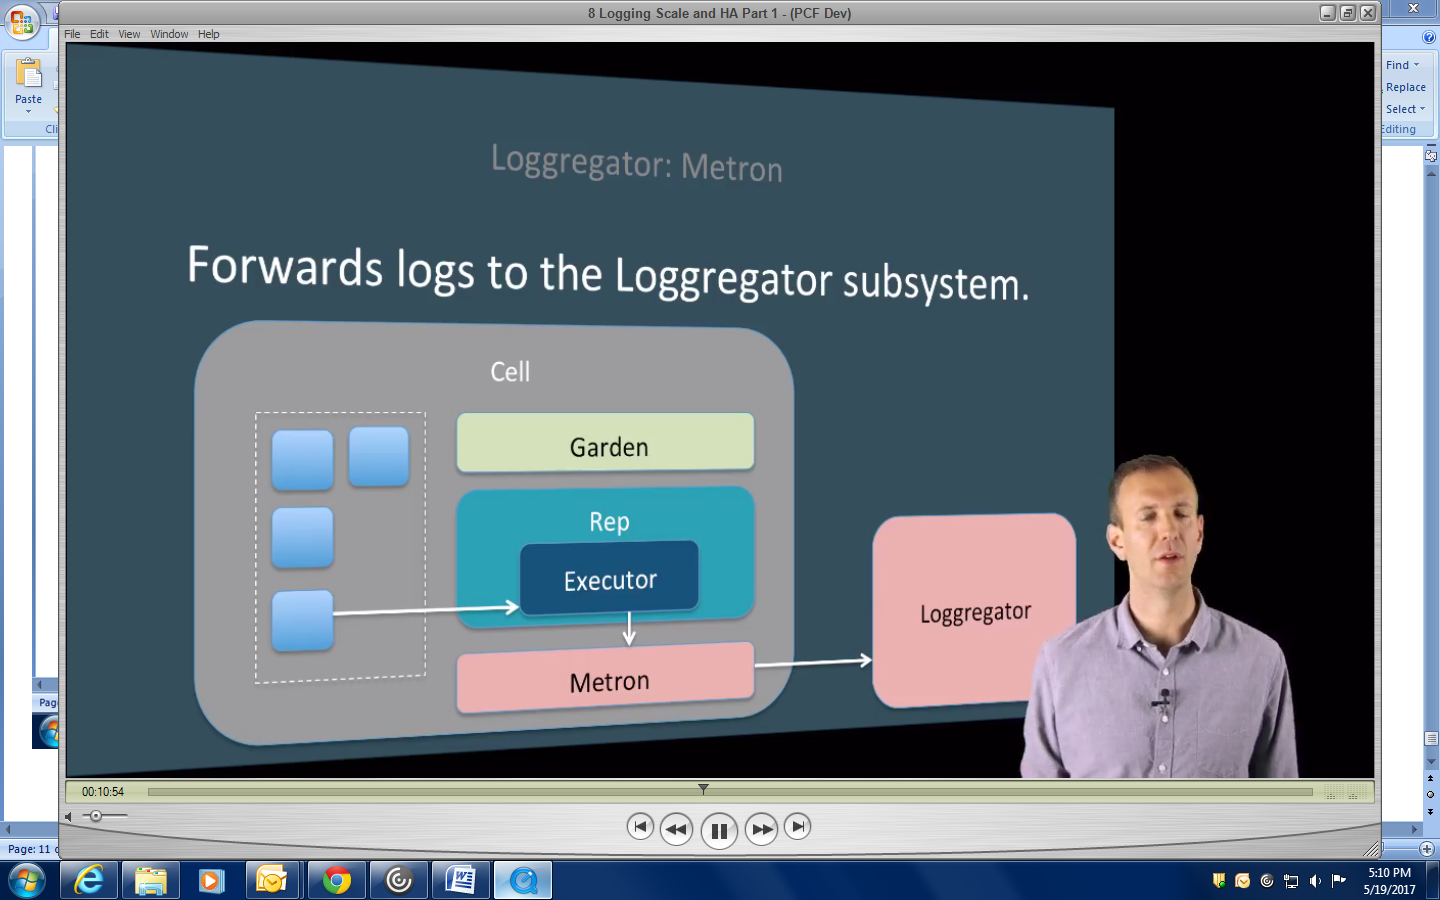 8 Logging Scale and HA Part 1 - (PCF Dev)
File Edit View Window Help
Paste
Find
Replace
Select
Editing
Loggregator: Metron
Forwards logs to the Loggregator subsystem.
Cell
Garden
Rep
Executor
Metron
Loggregator
00:10:54
Page: 11
5:10 PM
5/19/2017